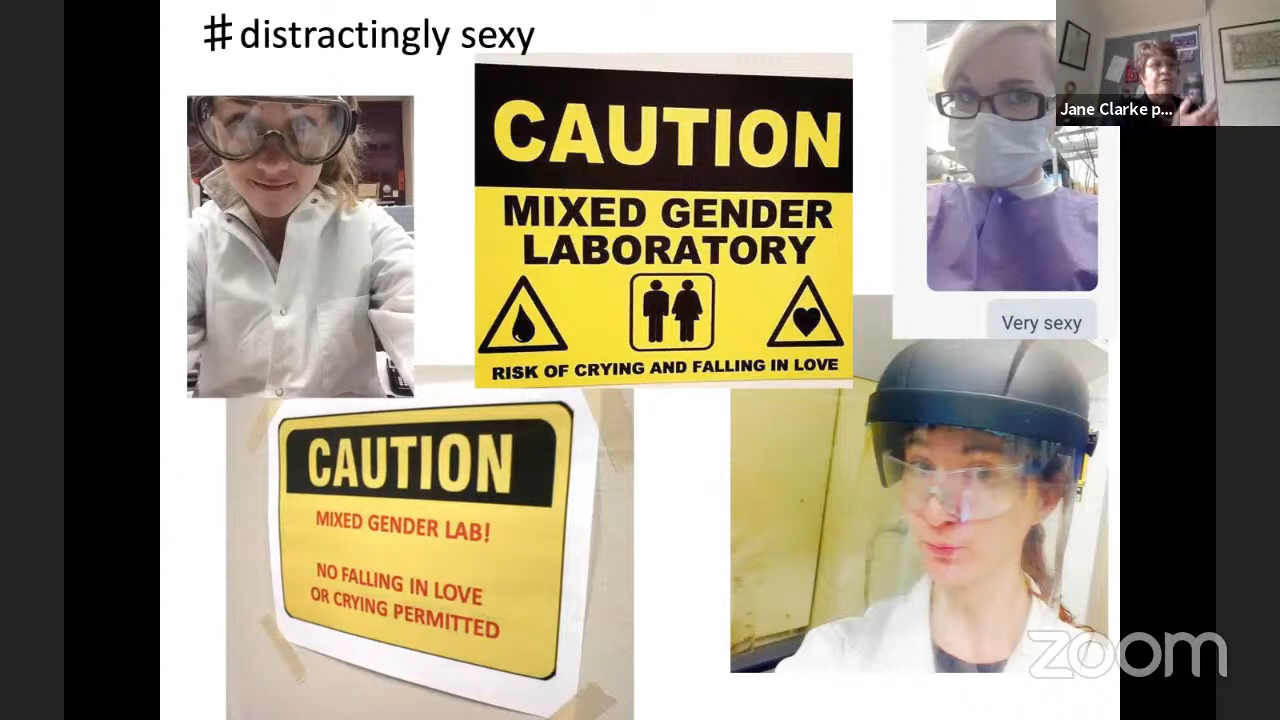 # distractingly sexy
CAUTION
MIXED GENDER
LABORATORY
RISK OF CRYING AND FALLING IN LOVE
Very sexy
Jane Clarke p...
CAUTION
MIXED GENDER LAB!
NO FALLING IN LOVE
OR CRYING PERMITTED
zoom